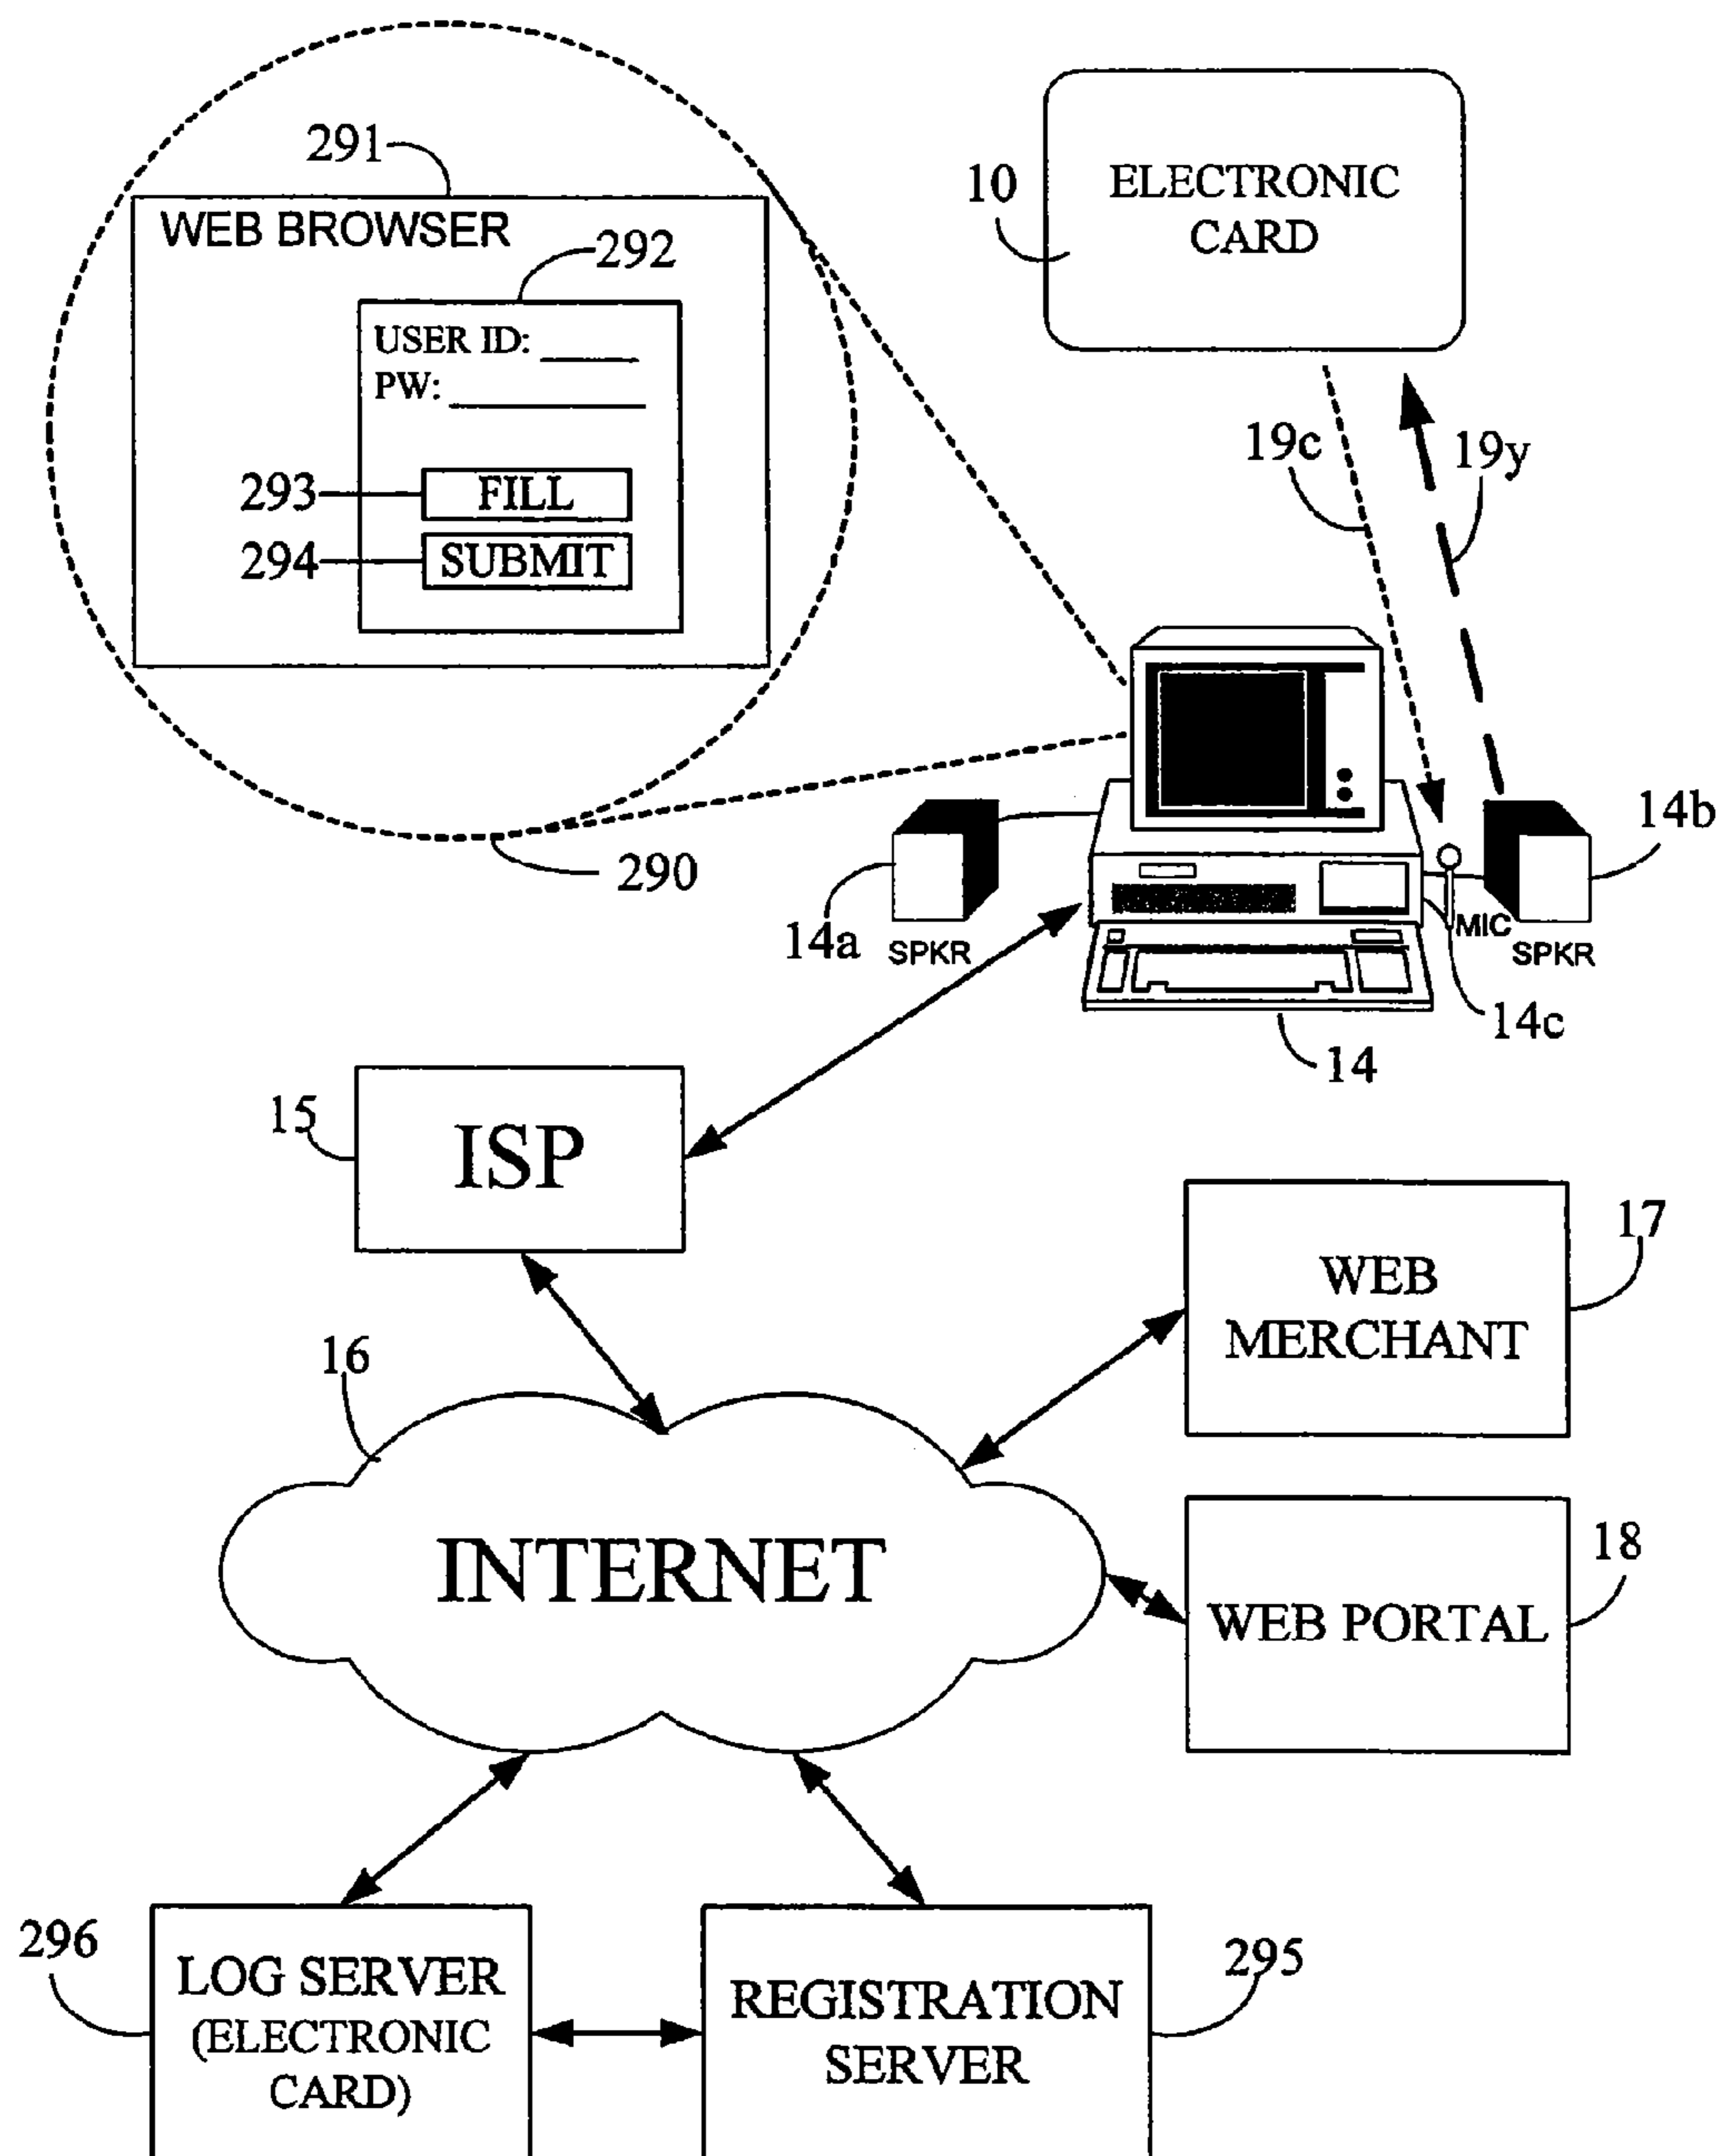 291
WEB BROWSER
292
USER ID: ______
PW: ____________
293
FILL
294
SUBMIT
290
10
ELECTRONIC
CARD
19c
19y
14a
SPKR
MIC
SPKR
14b
14c
14
15
ISP
17
WEB
MERCHANT
16
INTERNET
18
WEB PORTAL
296
LOG SERVER
(ELECTRONIC
CARD)
REGISTRATION
SERVER
295